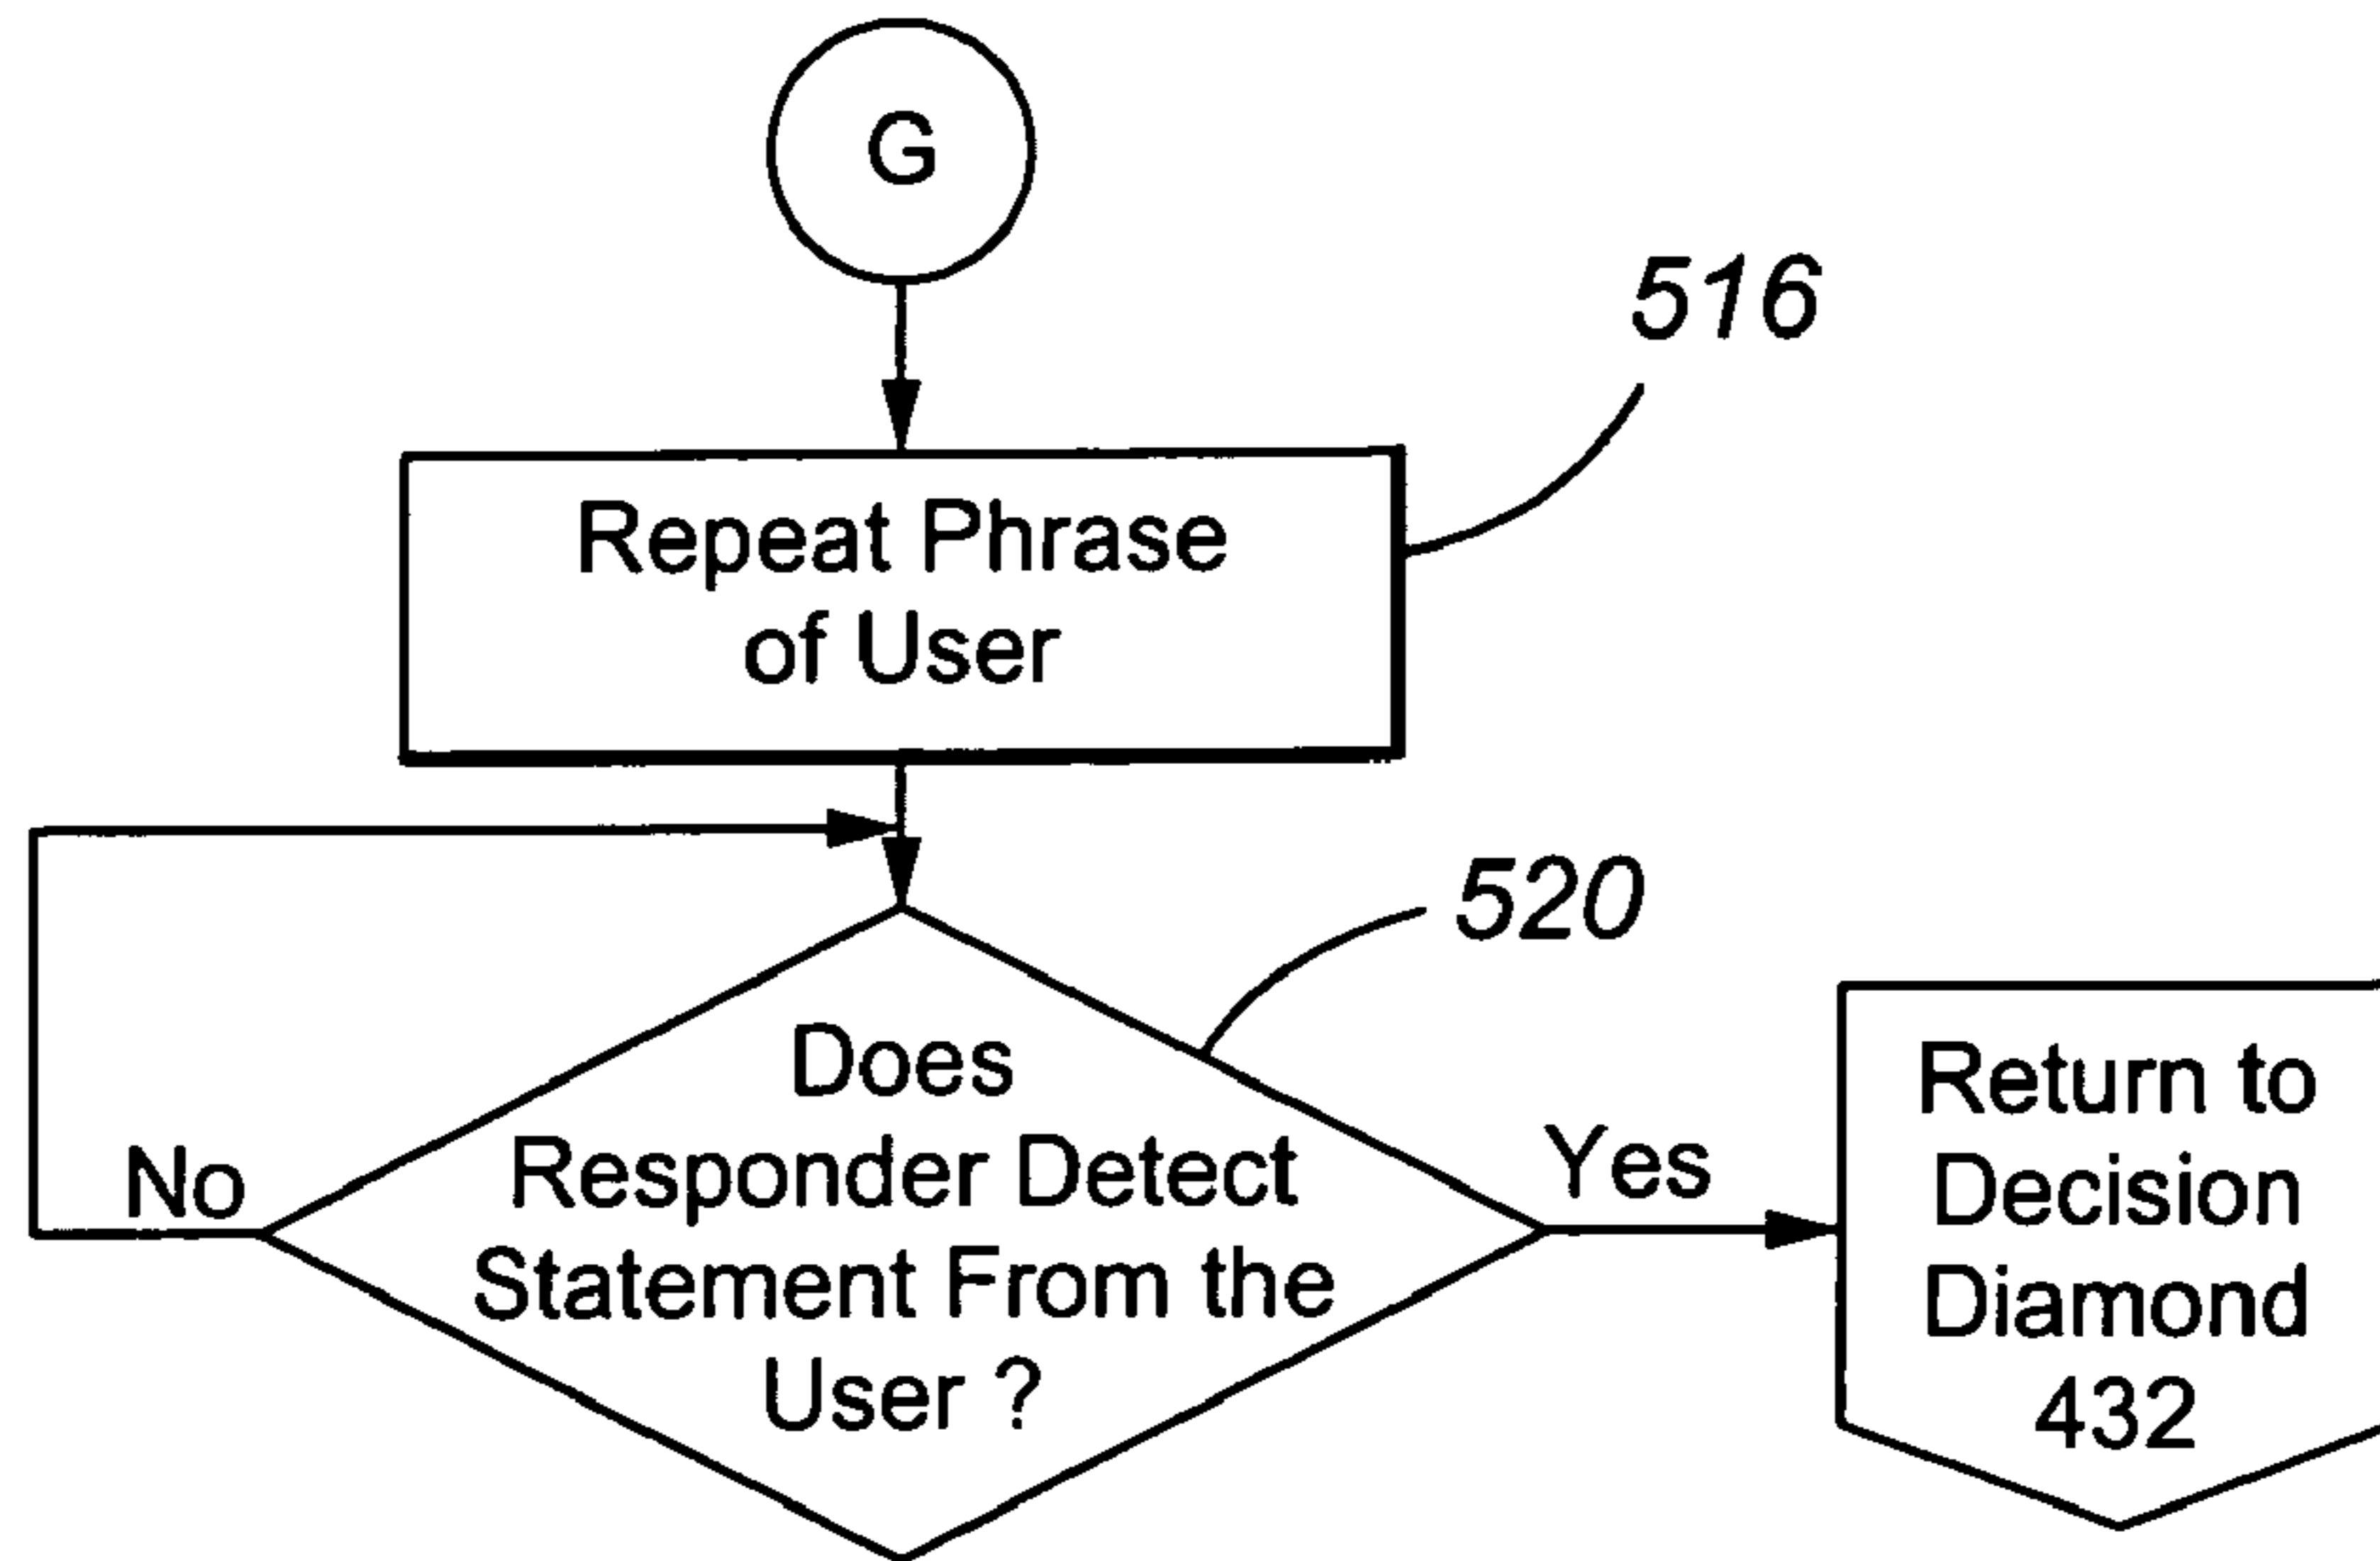 G
516
Repeat Phrase
of User
520
Does
Responder Detect
Statement From the
User ?
No
Yes
Return to
Decision
Diamond
432